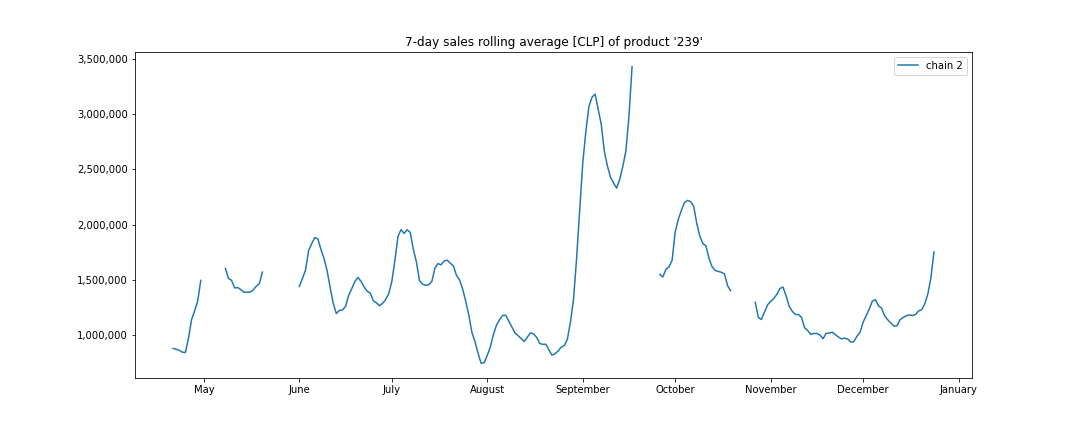 7-day sales rolling average [CLP] of product '239'
chain 2
3,500,000
3,000,000
2,500,000
2,000,000
1,500,000
1,000,000
May June July August September October November December January